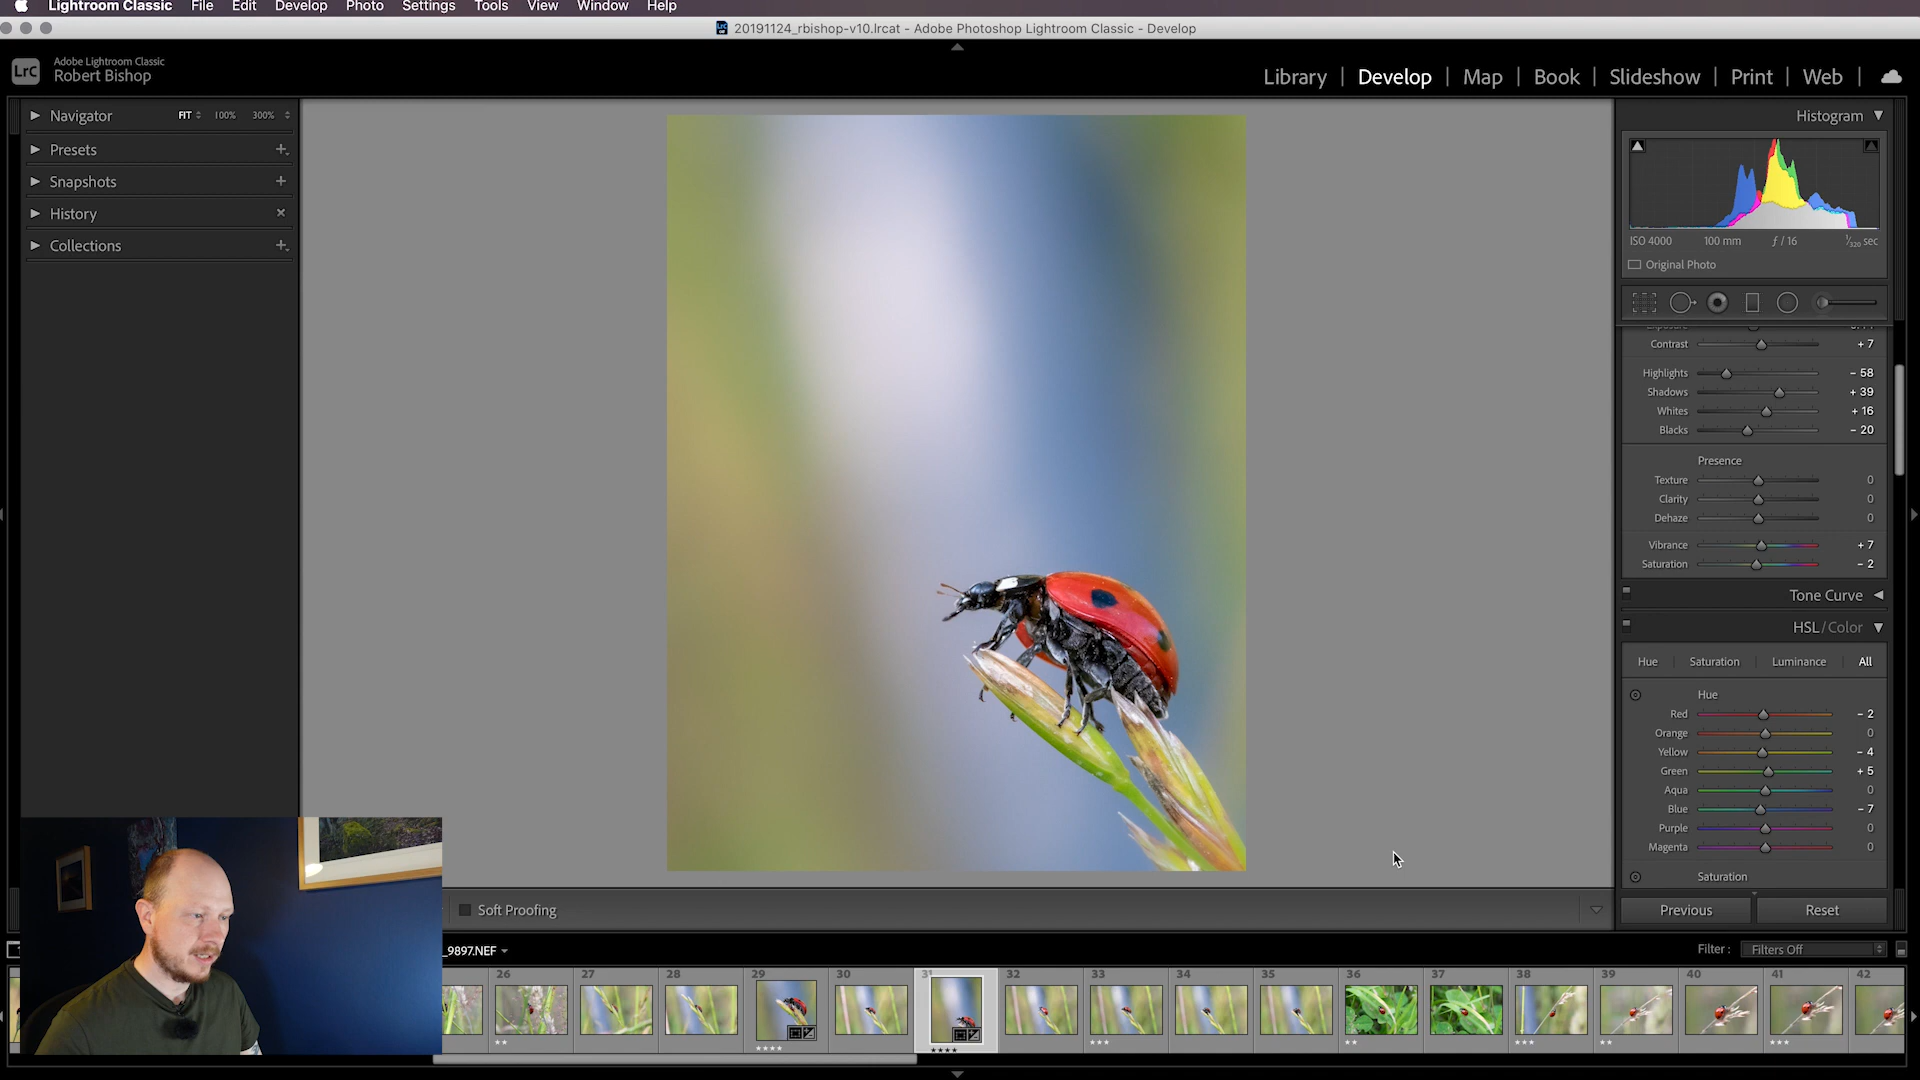 Lightroom Classic File Edit Develop Photo Settings Tools View Window Help
20191124_rbishop-v10.lrcat - Adobe Photoshop Lightroom Classic - Develop
LrC
Adobe Lightroom Classic
Robert Bishop
Library | Develop | Map | Book | Slideshow | Print | Web |
Navigator FIT 100% 300%
Presets
Snapshots
History
Collections
Histogram
ISO 4000 100 mm ƒ / 16 1/320 sec
Original Photo
Contrast + 7
Highlights - 58
Shadows + 39
Whites + 16
Blacks - 20
Presence
Texture 0
Clarity 0
Dehaze 0
Vibrance + 7
Saturation - 2
Tone Curve
HSL / Color
Hue Saturation Luminance All
Hue
Red - 2
Orange 0
Yellow - 4
Green + 5
Aqua 0
Blue - 7
Purple 0
Magenta 0
Saturation
Previous Reset
Soft Proofing
_9897.NEF
Filter : Filters Off
26 27 28 29 30 31 32 33 34 35 36 37 38 39 40 41 42